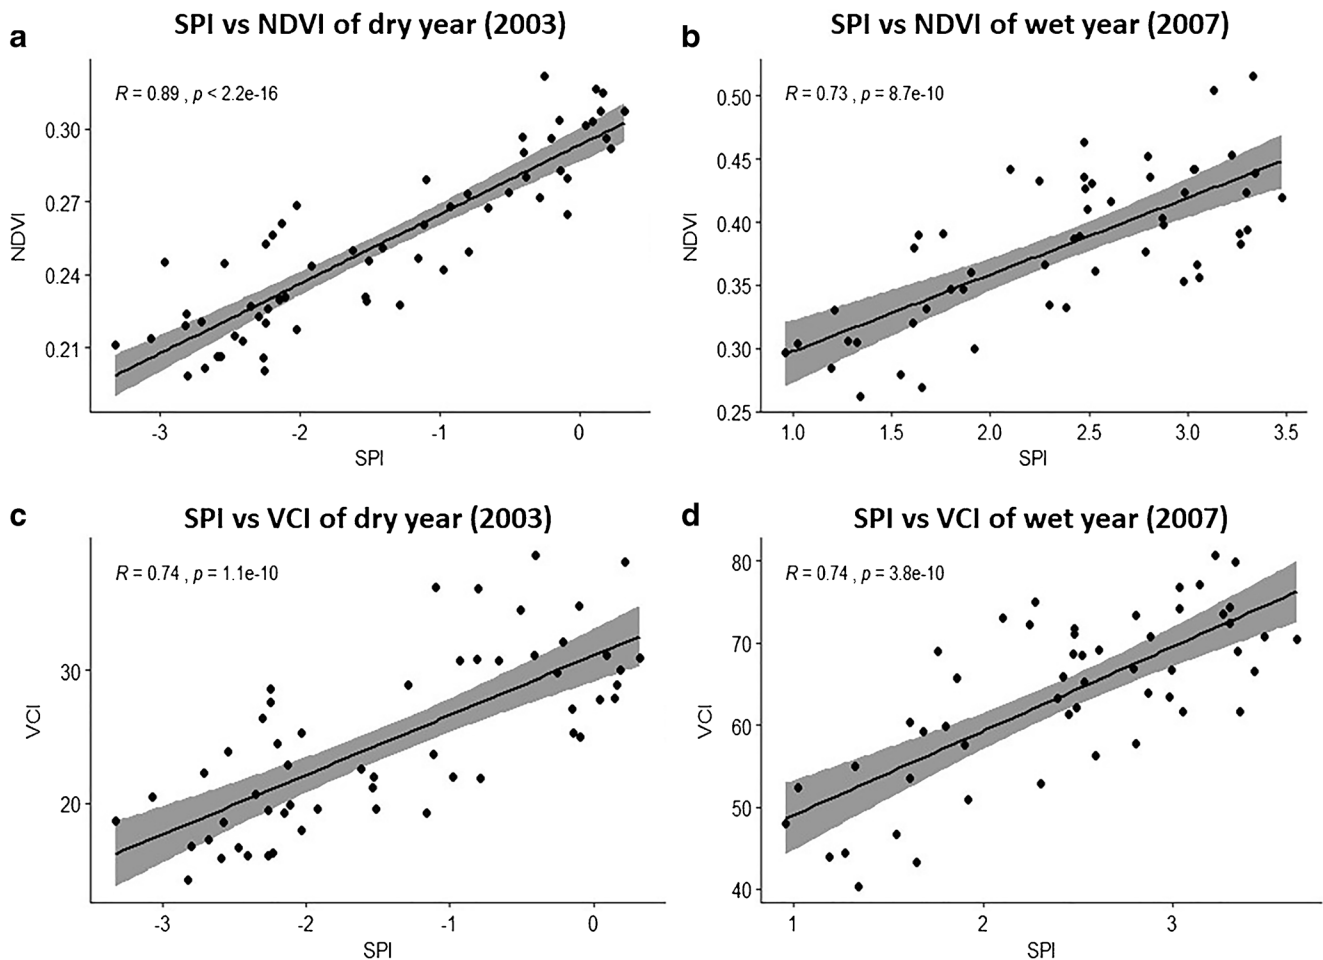 a
SPI vs NDVI of dry year (2003)
R = 0.89 , p < 2.2e-16
NDVI
0.30
0.27
0.24
0.21
-3 -2 -1 0
SPI
b
SPI vs NDVI of wet year (2007)
R = 0.73 , p = 8.7e-10
NDVI
0.50
0.45
0.40
0.35
0.30
0.25
1.0 1.5 2.0 2.5 3.0 3.5
SPI
c
SPI vs VCI of dry year (2003)
R = 0.74 , p = 1.1e-10
VCI
30
20
-3 -2 -1 0
SPI
d
SPI vs VCI of wet year (2007)
R = 0.74 , p = 3.8e-10
VCI
80
70
60
50
40
1 2 3
SPI